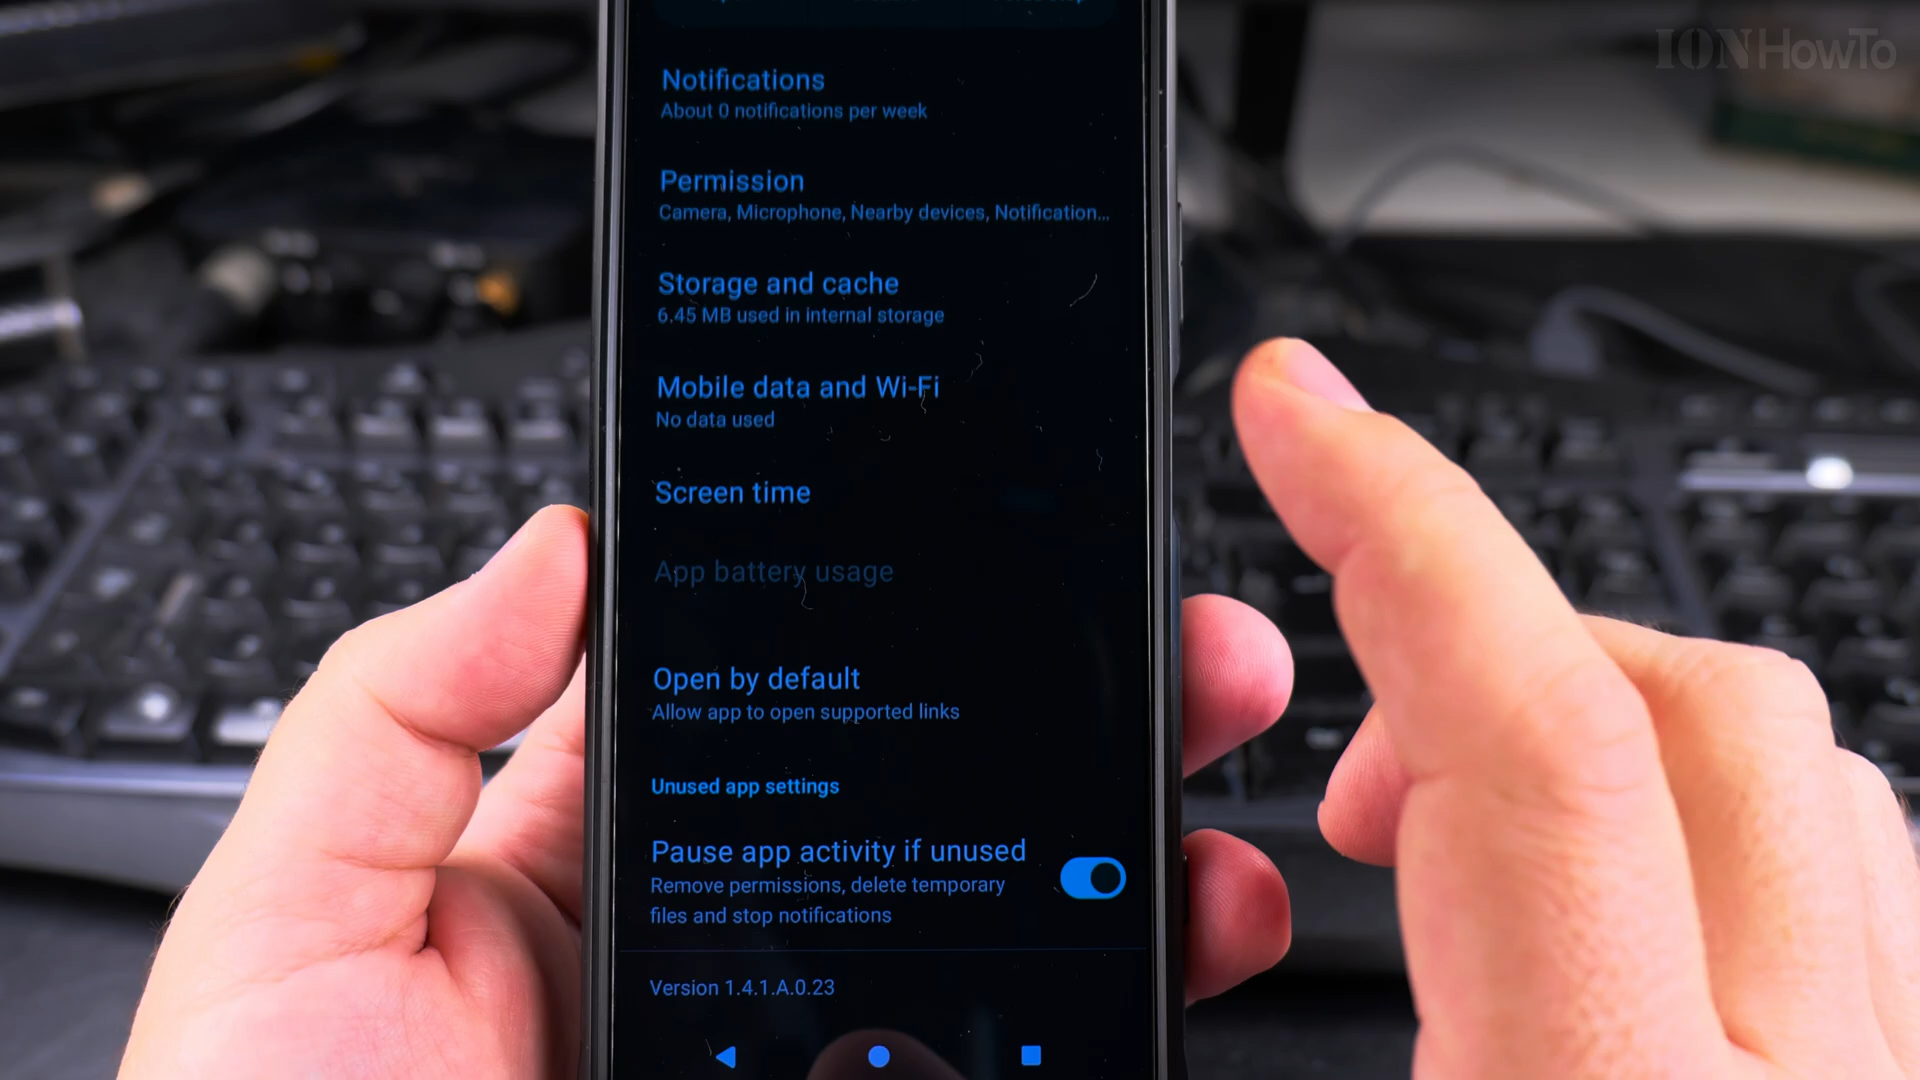 IONHowTo
Notifications
About 0 notifications per week
Permission
Camera, Microphone, Nearby devices, Notification...
Storage and cache
6.45 MB used in internal storage
Mobile data and Wi-Fi
No data used
Screen time
App battery usage
Open by default
Allow app to open supported links
Unused app settings
Pause app activity if unused
Remove permissions, delete temporary
files and stop notifications
Version 1.4.1.A.0.23